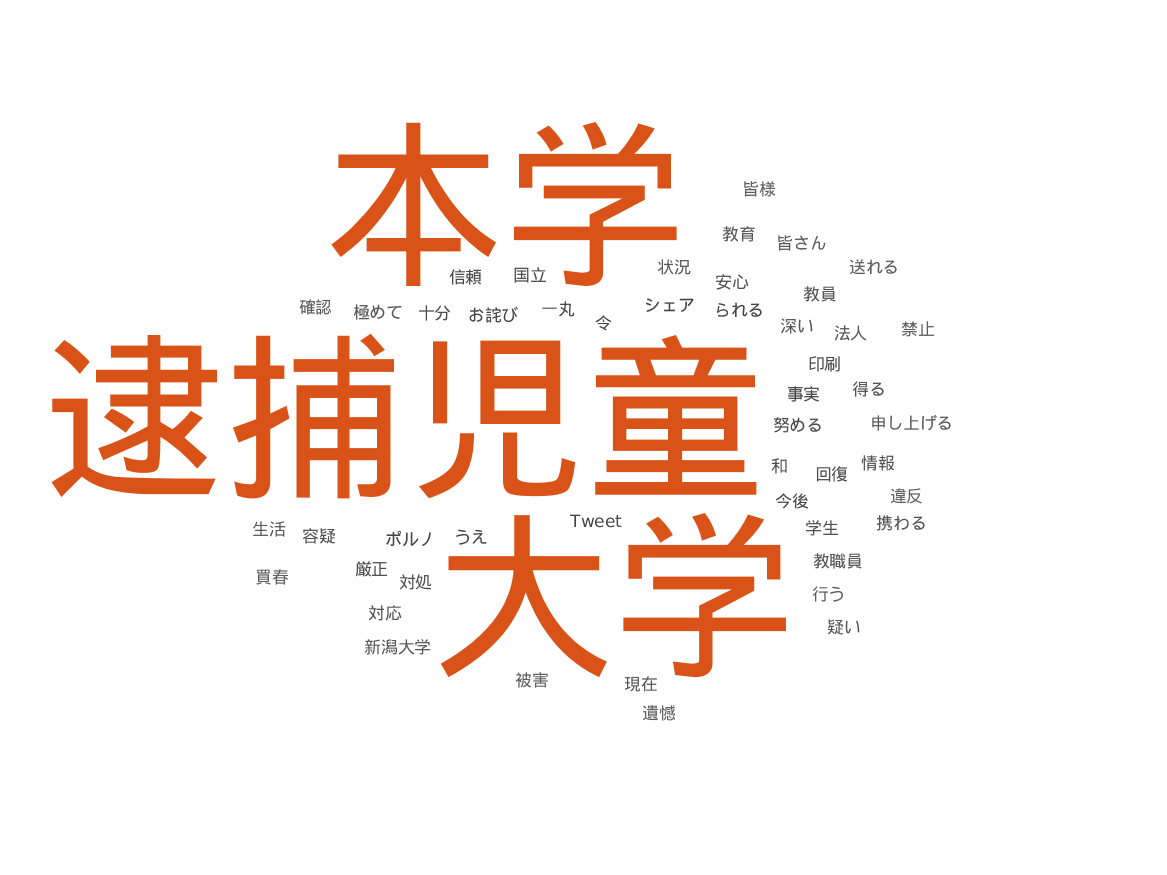 本学
皆様
教育
皆さん
信頼 国立 状況 安心 送れる
教員
確認 極めて 十分 お詫び 一丸 令 シェア られる
深い 法人 禁止
逮捕 児童
印刷
事実 得る
努める 申し上げる
和 回復 情報
今後 違反
生活 容疑 ポルノ うえ Tweet 学生 携わる
大学
買春 厳正 対処 教職員
対応 行う
新潟大学 疑い
被害 現在
遺憾